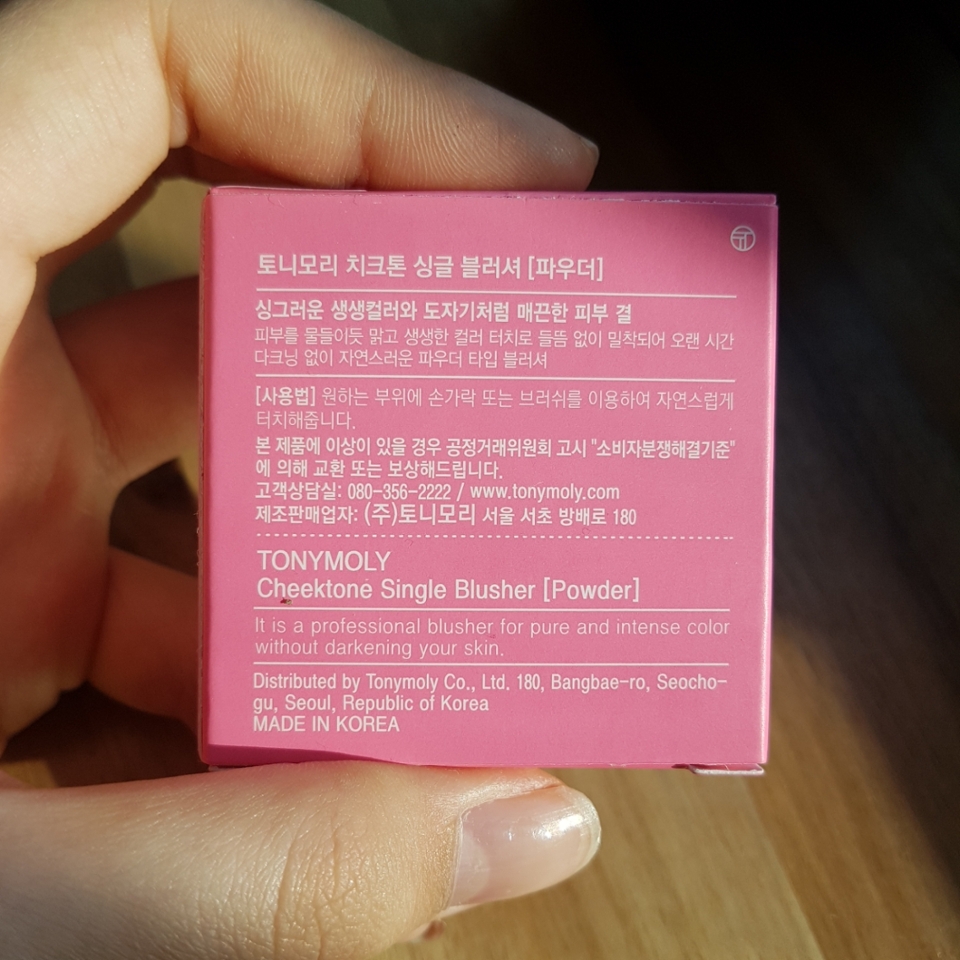 토니모리 치크톤 싱글 블러셔 [파우더]
싱그러운 생생컬러와 도자기처럼 매끈한 피부 결
피부를 물들이듯 맑고 생생한 컬러 터치로 들뜸 없이 밀착되어 오랜 시간
다크닝 없이 자연스러운 파우더 타입 블러셔
[사용법] 원하는 부위에 손가락 또는 브러쉬를 이용하여 자연스럽게
터치해줍니다.
본 제품에 이상이 있을 경우 공정거래위원회 고시 "소비자분쟁해결기준"
에 의해 교환 또는 보상해드립니다.
고객상담실: 080-356-2222 / www.tonymoly.com
제조판매업자: (주)토니모리 서울 서초 방배로 180
TONYMOLY
Cheektone Single Blusher [Powder]
It is a professional blusher for pure and intense color
without darkening your skin.
Distributed by Tonymoly Co., Ltd. 180, Bangbae-ro, Seocho-
gu, Seoul, Republic of Korea
MADE IN KOREA